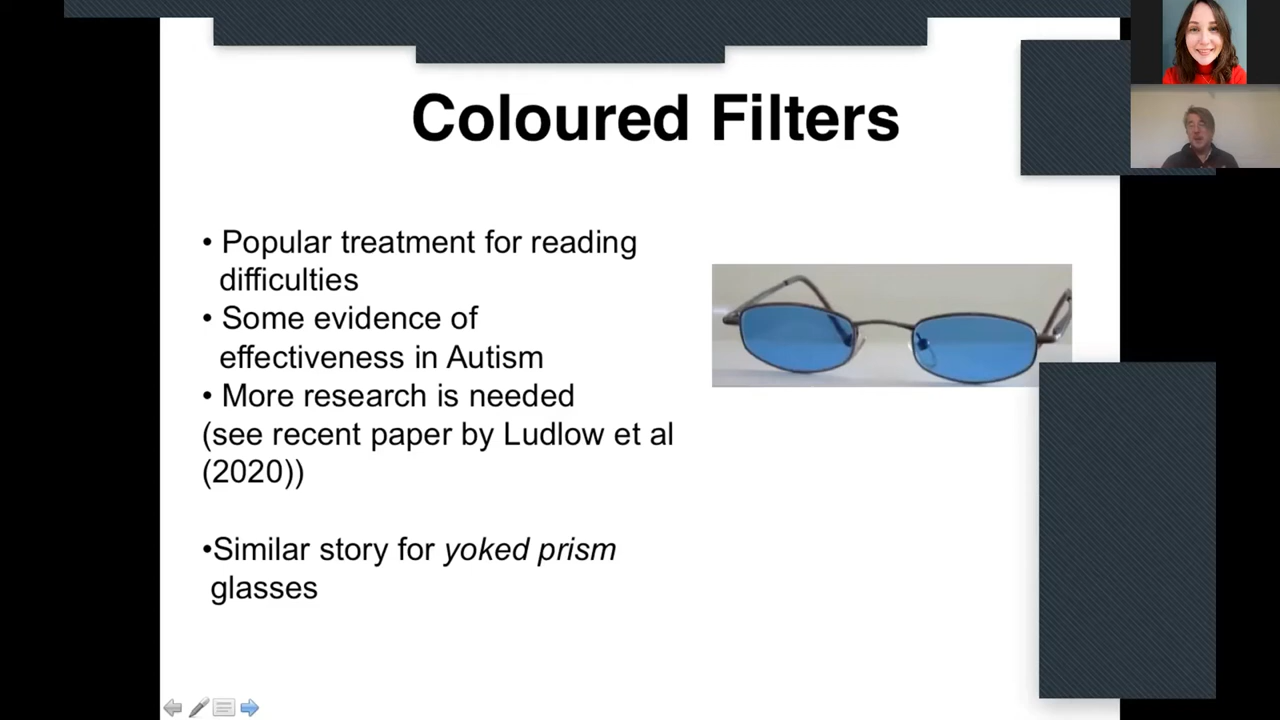 Coloured Filters
• Popular treatment for reading
difficulties
• Some evidence of
effectiveness in Autism
• More research is needed
(see recent paper by Ludlow et al
(2020))
•Similar story for yoked prism
glasses